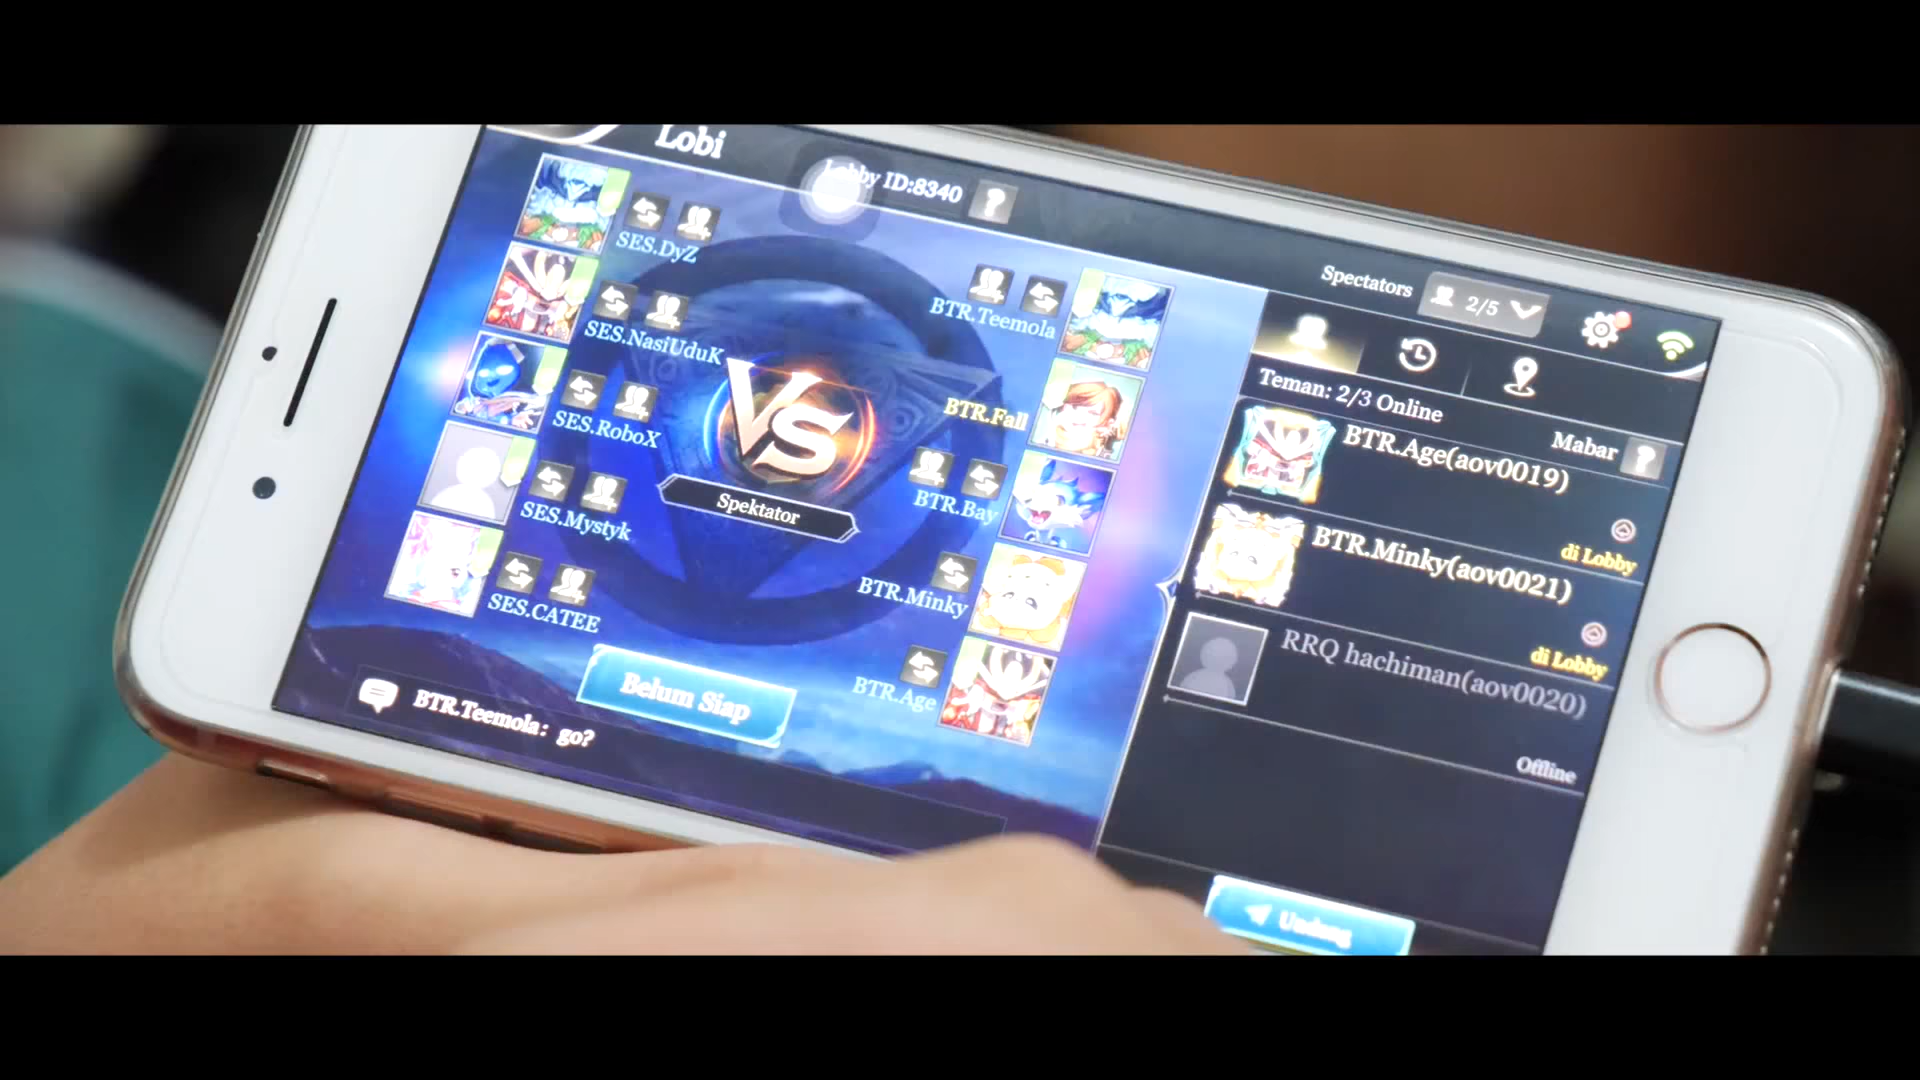 Lobi
Lobby ID:8340
?
Spectators
2/5
SES.DyZ
SES.NasiUduK
SES.RoboX
SES.Mystyk
SES.CATEE
VS
Spektator
BTR.Teemola
BTR.Fall
BTR.Bay
BTR.Minky
BTR.Age
Belum Siap
BTR.Teemola: go?
Teman: 2/3 Online
Mabar ?
BTR.Age(aov0019)
di Lobby
BTR.Minky(aov0021)
di Lobby
RRQ hachiman(aov0020)
Offline
Undang